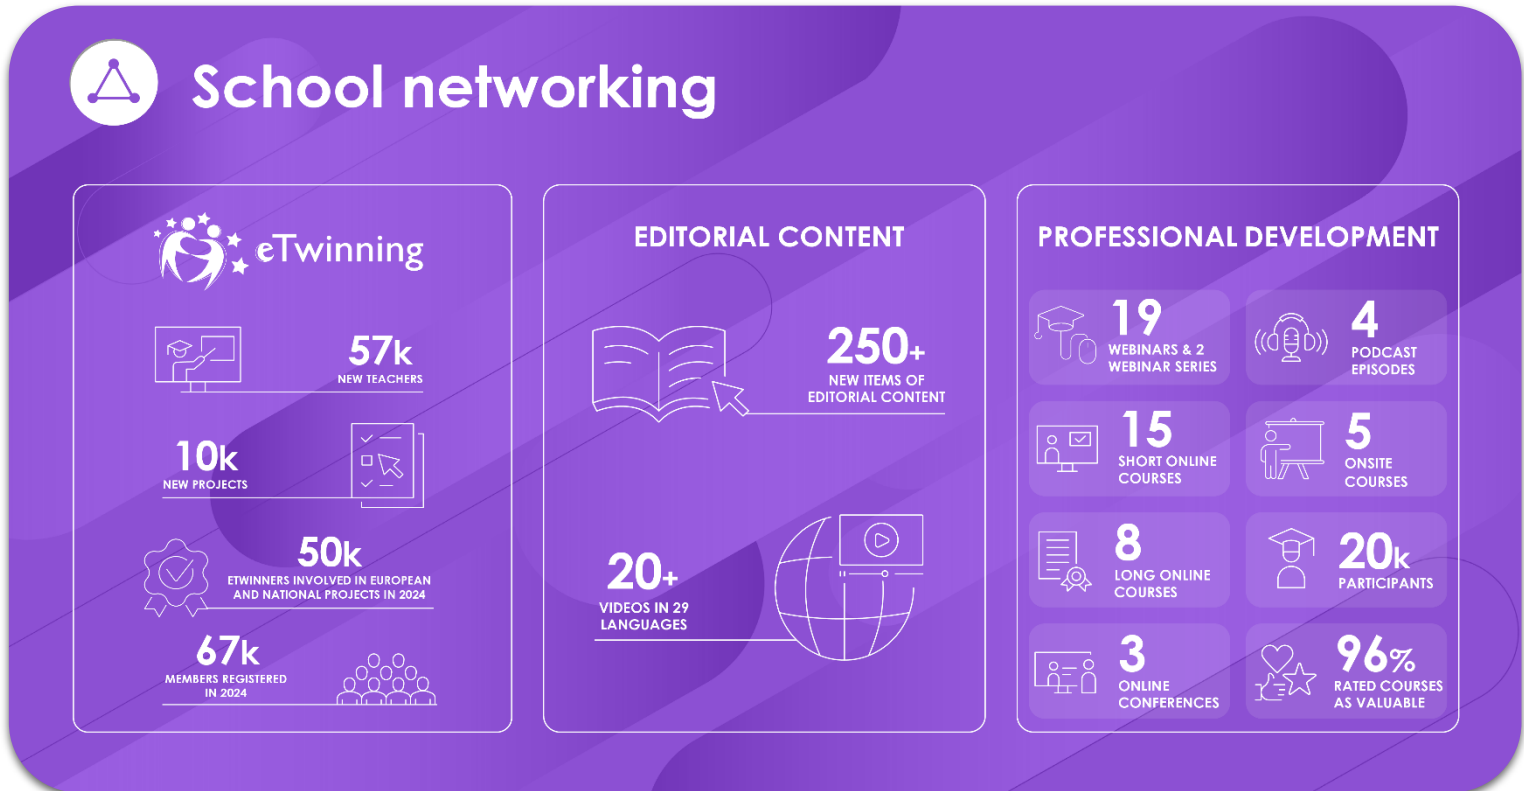 School networking
eTwinning
57k
NEW TEACHERS
10k
NEW PROJECTS
50k
ETWINNERS INVOLVED IN EUROPEAN
AND NATIONAL PROJECTS IN 2024
67k
MEMBERS REGISTERED
IN 2024
EDITORIAL CONTENT
250+
NEW ITEMS OF
EDITORIAL CONTENT
20+
VIDEOS IN 29
LANGUAGES
PROFESSIONAL DEVELOPMENT
19
WEBINARS & 2
WEBINAR SERIES
4
PODCAST
EPISODES
15
SHORT ONLINE
COURSES
5
ONSITE
COURSES
8
LONG ONLINE
COURSES
20k
PARTICIPANTS
3
ONLINE
CONFERENCES
96%
RATED COURSES
AS VALUABLE